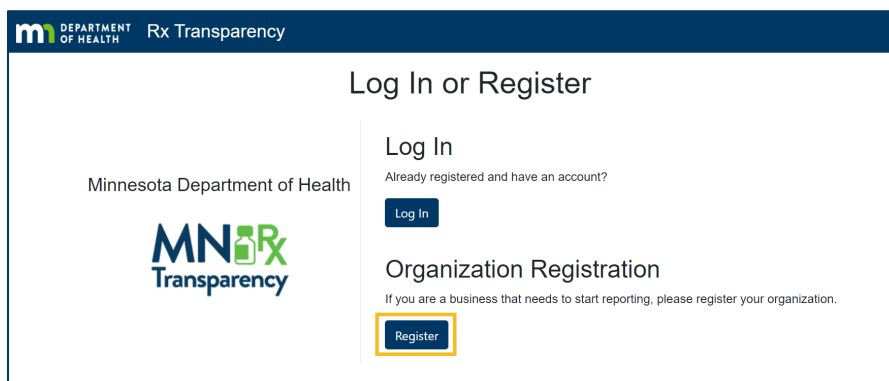 DEPARTMENT
OF HEALTH
Rx Transparency
Log In or Register
Minnesota Department of Health
MN Rx
Transparency
Log In
Already registered and have an account?
Log In
Organization Registration
If you are a business that needs to start reporting, please register your organization.
Register